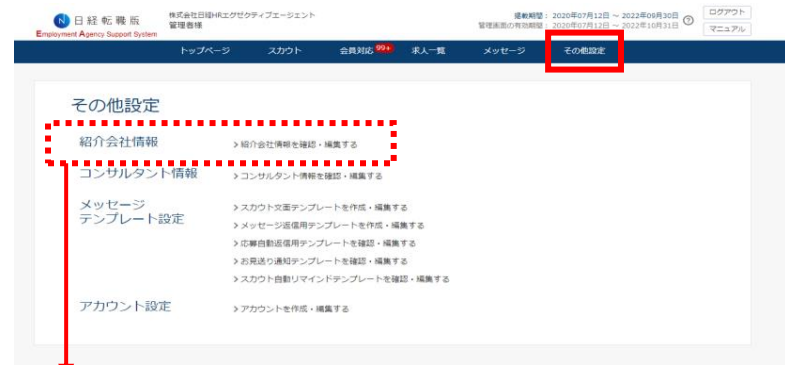 日経転職版
Employment Agency Support System
株式会社日経HRエグゼクティブエージェント
管理者様
掲載期間： 2020年07月12日 ～ 2022年09月30日
管理画面の有効期間： 2020年07月12日 ～ 2022年10月31日
?
ログアウト
マニュアル
トップページ スカウト 会員対応 99+ 求人一覧 メッセージ その他設定
その他設定
紹介会社情報 > 紹介会社情報を確認・編集する
コンサルタント情報 > コンサルタント情報を確認・編集する
メッセージ
テンプレート設定
> スカウト文面テンプレートを作成・編集する
> メッセージ返信用テンプレートを作成・編集する
> 応募自動返信用テンプレートを確認・編集する
> お見送り通知テンプレートを確認・編集する
> スカウト自動リマインドテンプレートを確認・編集する
アカウント設定 > アカウントを作成・編集する